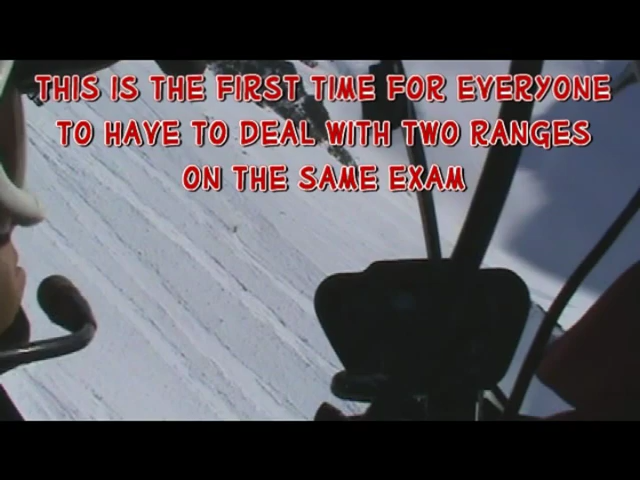 THIS IS THE FIRST TIME FOR EVERYONE
TO HAVE TO DEAL WITH TWO RANGES
ON THE SAME EXAM